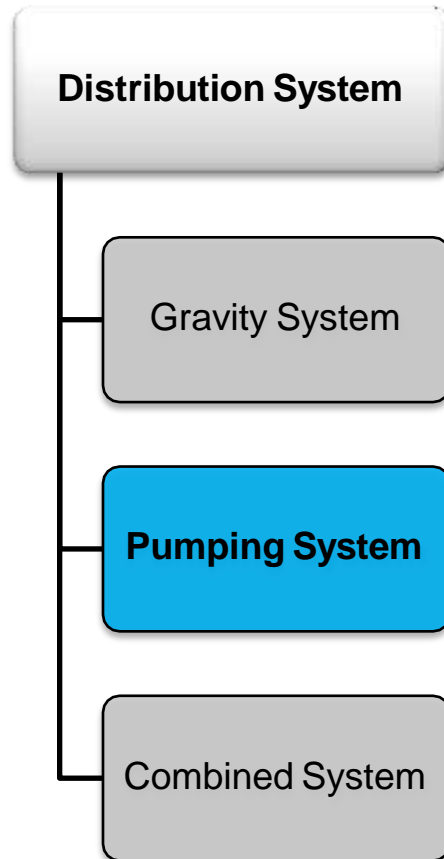 Distribution System
Gravity System
Pumping System
Combined System